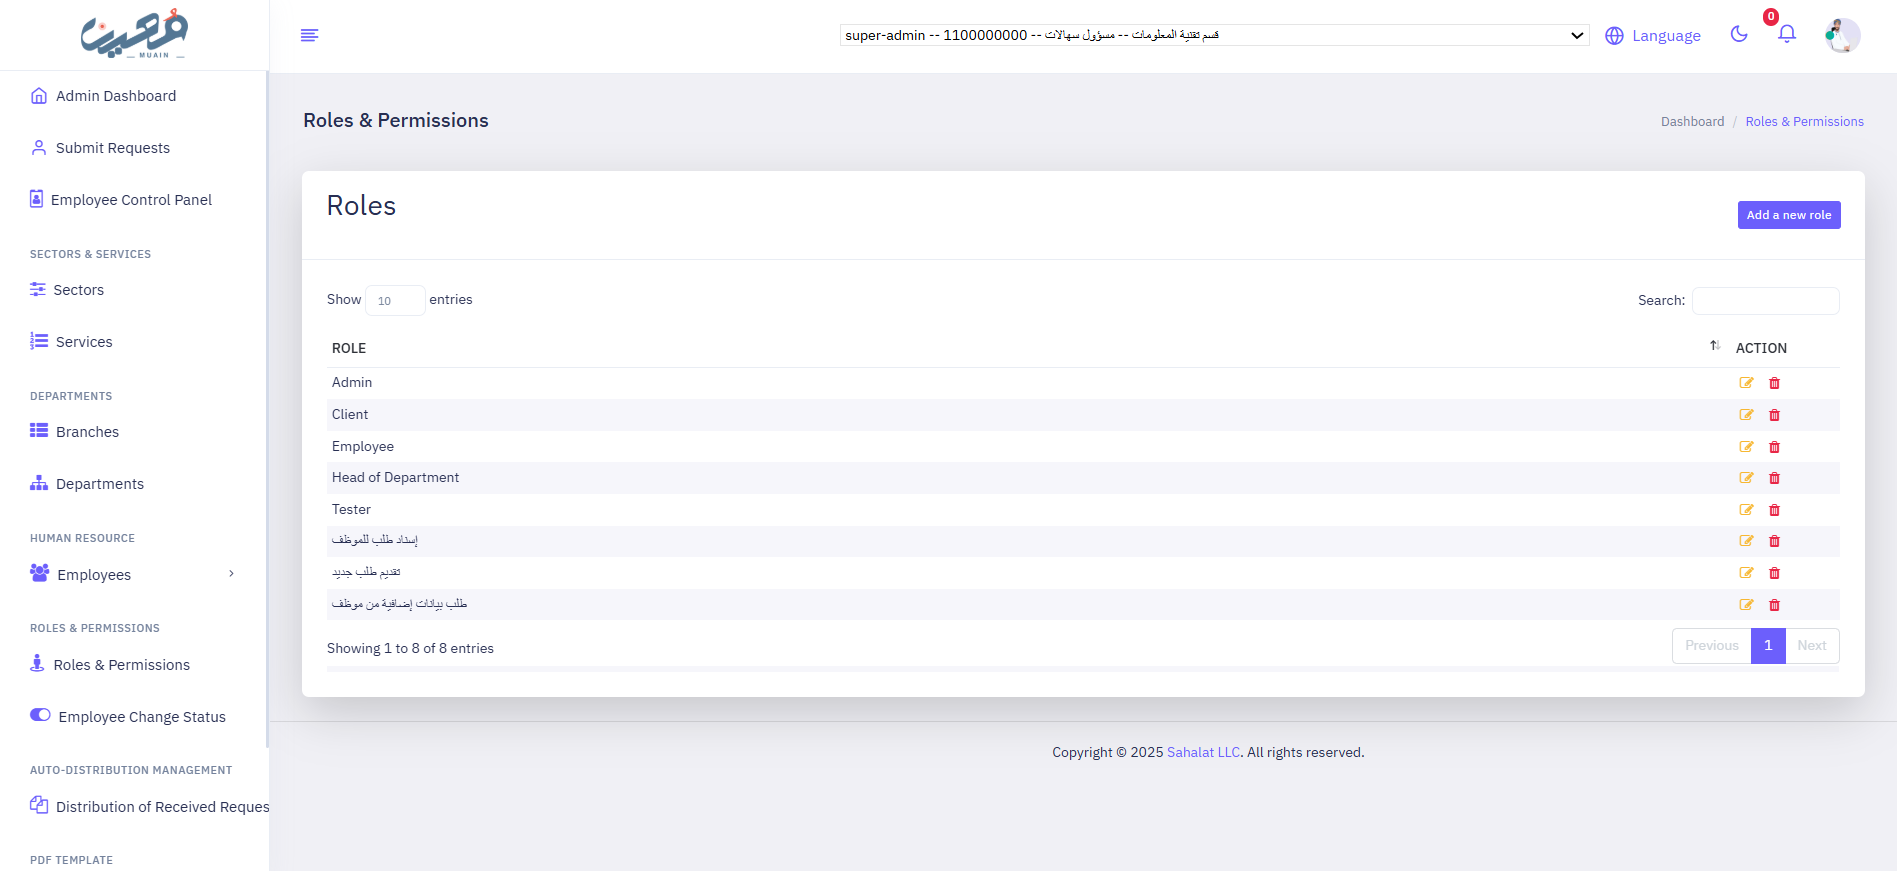 معين
MUAIN
super-admin -- 1100000000 -- قسم تقنية المعلومات -- مسؤول سهالات
Language
0
Admin Dashboard
Submit Requests
Employee Control Panel
SECTORS & SERVICES
Sectors
Services
DEPARTMENTS
Branches
Departments
HUMAN RESOURCE
Employees
ROLES & PERMISSIONS
Roles & Permissions
Employee Change Status
AUTO-DISTRIBUTION MANAGEMENT
Distribution of Received Reques
PDF TEMPLATE
Roles & Permissions
Dashboard / Roles & Permissions
Roles
Add a new role
Show 10 entries
Search:
ROLE ACTION
Admin
Client
Employee
Head of Department
Tester
إسناد طلب للموظف
تقديم طلب جديد
طلب بيانات إضافية من موظف
Showing 1 to 8 of 8 entries
Previous 1 Next
Copyright © 2025 Sahalat LLC. All rights reserved.